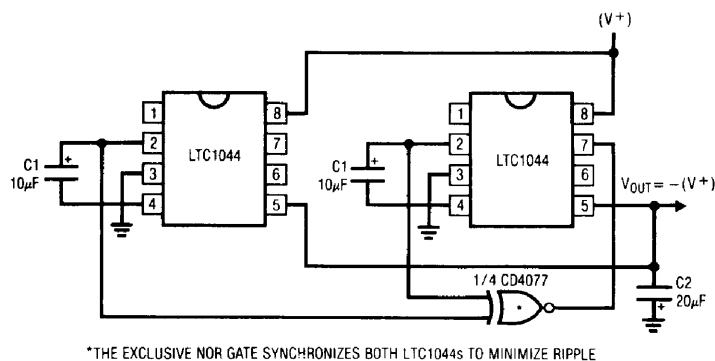 (V+)
1
2
3
4
LTC1044
8
7
6
5
C1
10µF
+
1
2
3
4
LTC1044
8
7
6
5
C1
10µF
+
VOUT = –(V+)
1/4 CD4077
*
C2
20µF
+
*THE EXCLUSIVE NOR GATE SYNCHRONIZES BOTH LTC1044s TO MINIMIZE RIPPLE